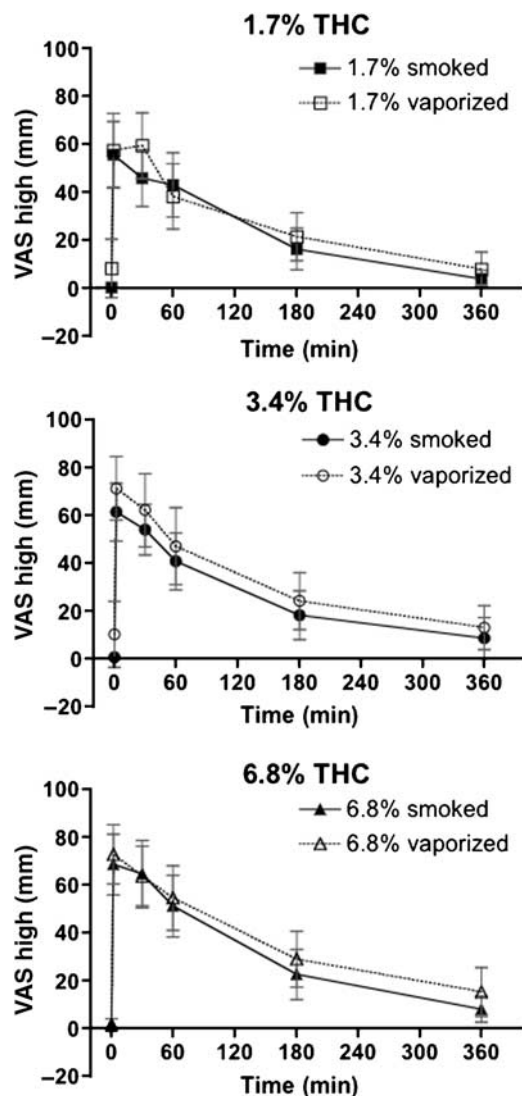 1.7% THC
1.7% smoked
1.7% vaporized
VAS high (mm)
100
80
60
40
20
0
–20
0 60 120 180 240 300 360
Time (min)
3.4% THC
3.4% smoked
3.4% vaporized
VAS high (mm)
100
80
60
40
20
0
–20
0 60 120 180 240 300 360
Time (min)
6.8% THC
6.8% smoked
6.8% vaporized
VAS high (mm)
100
80
60
40
20
0
–20
0 60 120 180 240 300 360
Time (min)